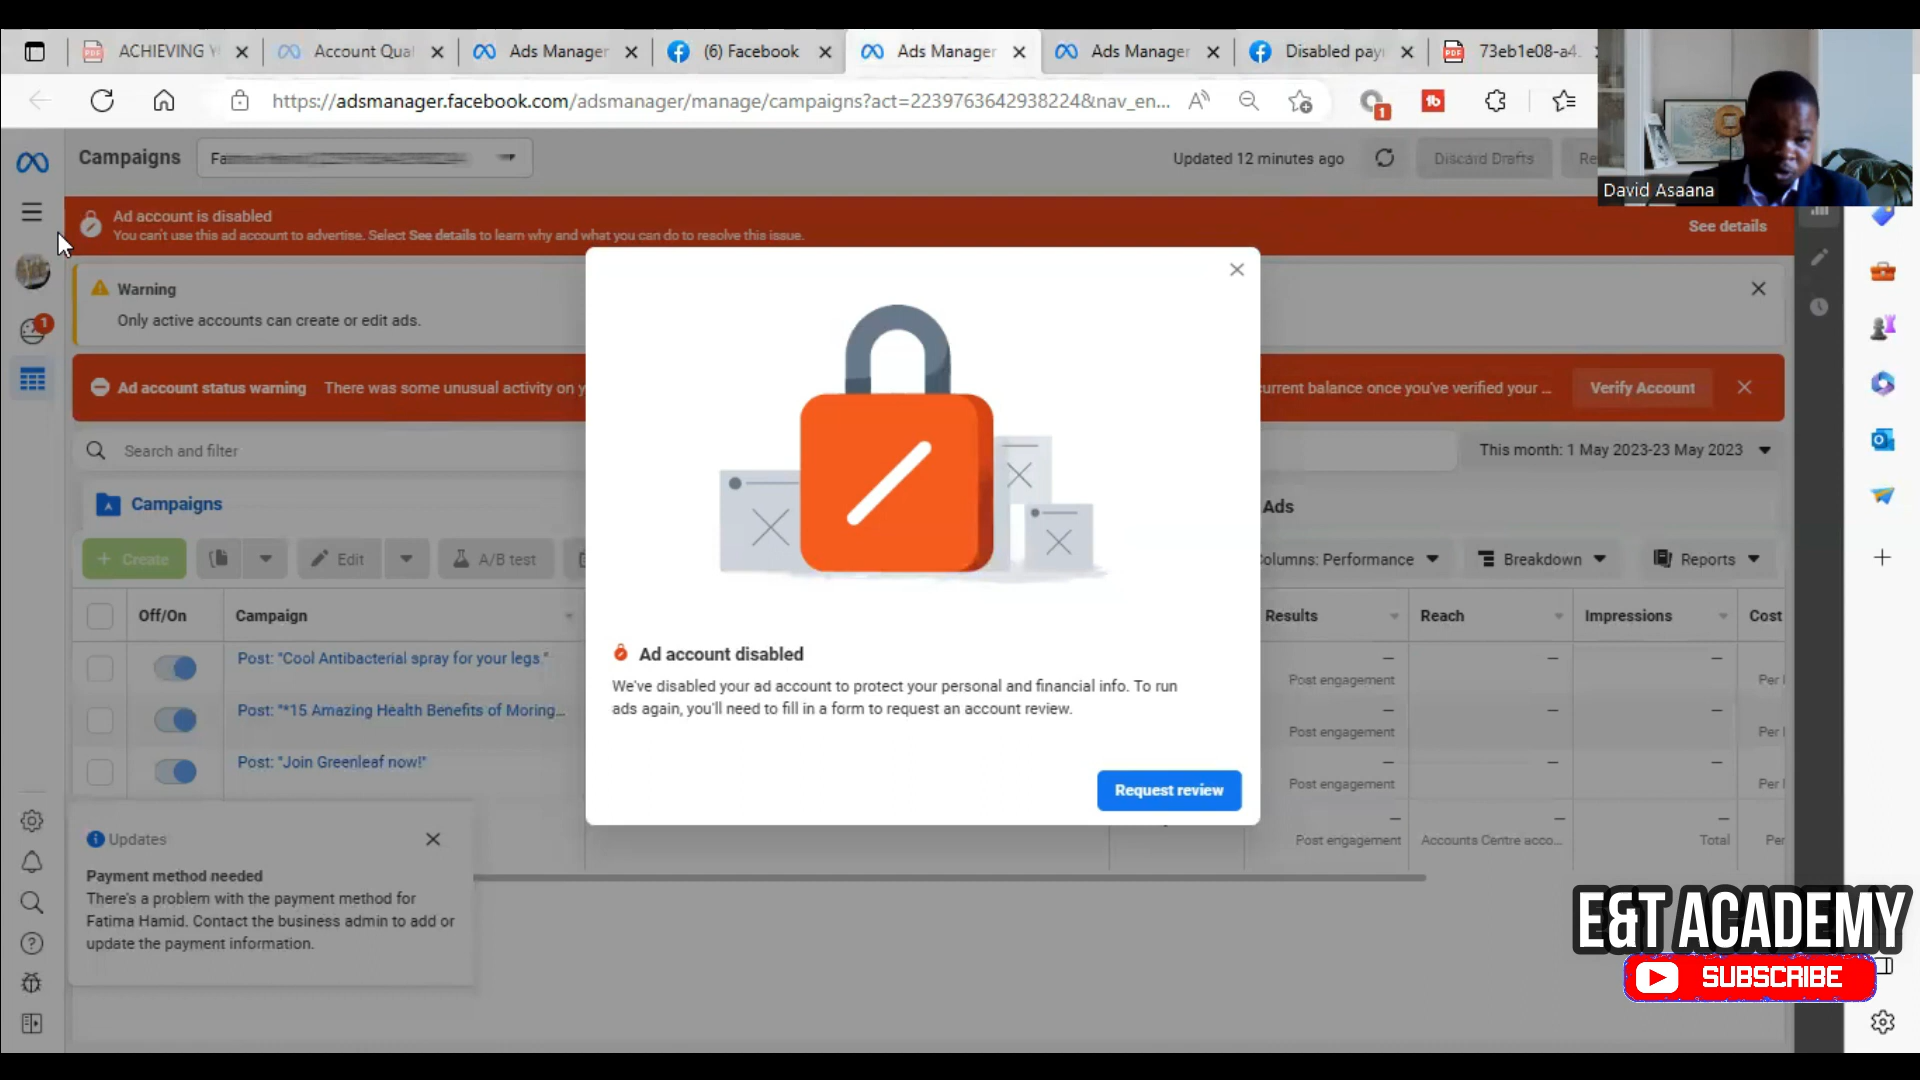 ACHIEVING
Account Qua
Ads Manager
(6) Facebook
Ads Manager
Ads Manager
Disabled pay
73eb1e08-a4.
https://adsmanager.facebook.com/adsmanager/manage/campaigns?act=2239763642938224&nav_en...
1
Campaigns
Fa
Updated 12 minutes ago
Discard Drafts
Re
David Asaana
Ad account is disabled
You can't use this ad account to advertise. Select See details to learn why and what you can do to resolve this issue.
See details
Warning
Only active accounts can create or edit ads.
1
Ad account status warning There was some unusual activity on y
urrent balance once you've verified your ...
Verify Account
Search and filter
This month: 1 May 2023-23 May 2023
Campaigns
Ads
+ Create
Edit
A/B test
olumns: Performance
Breakdown
Reports
Off/On
Campaign
Results
Reach
Impressions
Cost
Post: "Cool Antibacterial spray for your legs."
—
—
—
Post engagement
Per
Post: "*15 Amazing Health Benefits of Moring...
—
—
—
Post engagement
Per
Post: "Join Greenleaf now!"
—
—
—
Post engagement
Per
—
—
—
Post engagement
Accounts Centre acco...
Total
Per
Ad account disabled
We've disabled your ad account to protect your personal and financial info. To run
ads again, you'll need to fill in a form to request an account review.
Request review
Updates
Payment method needed
There's a problem with the payment method for
Fatima Hamid. Contact the business admin to add or
update the payment information.
E&T ACADEMY
SUBSCRIBE